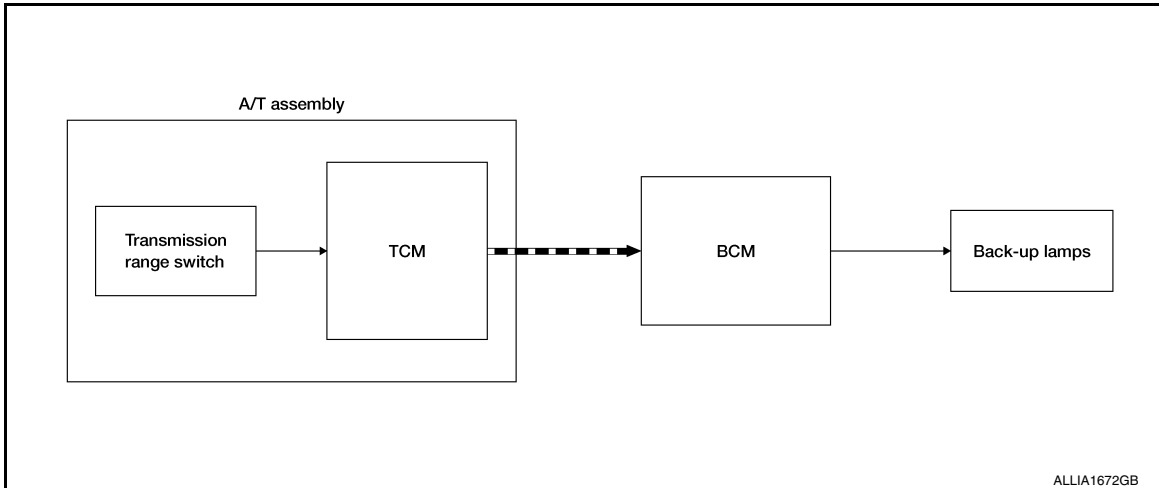 A/T assembly
Transmission
range switch
TCM
BCM
Back-up lamps
ALLIA1672GB